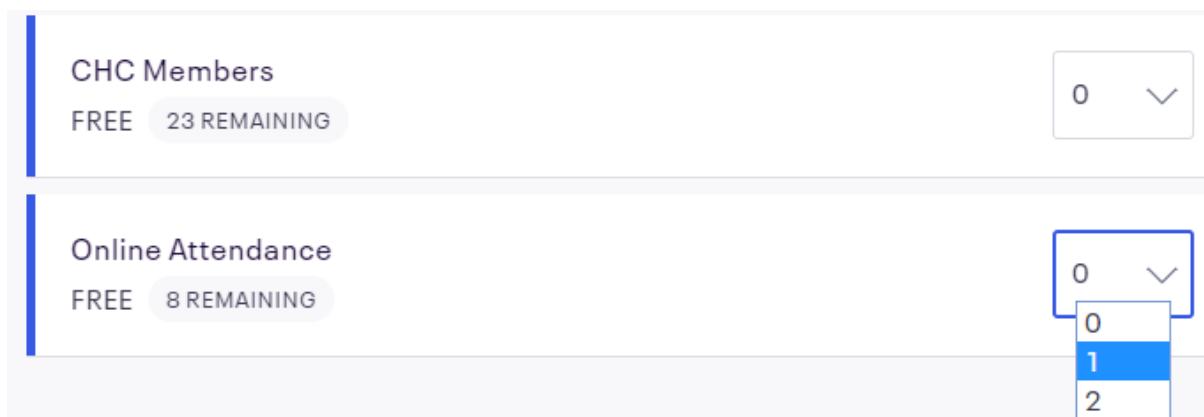 CHC Members
FREE 23 REMAINING
0
Online Attendance
FREE 8 REMAINING
0
0
1
2